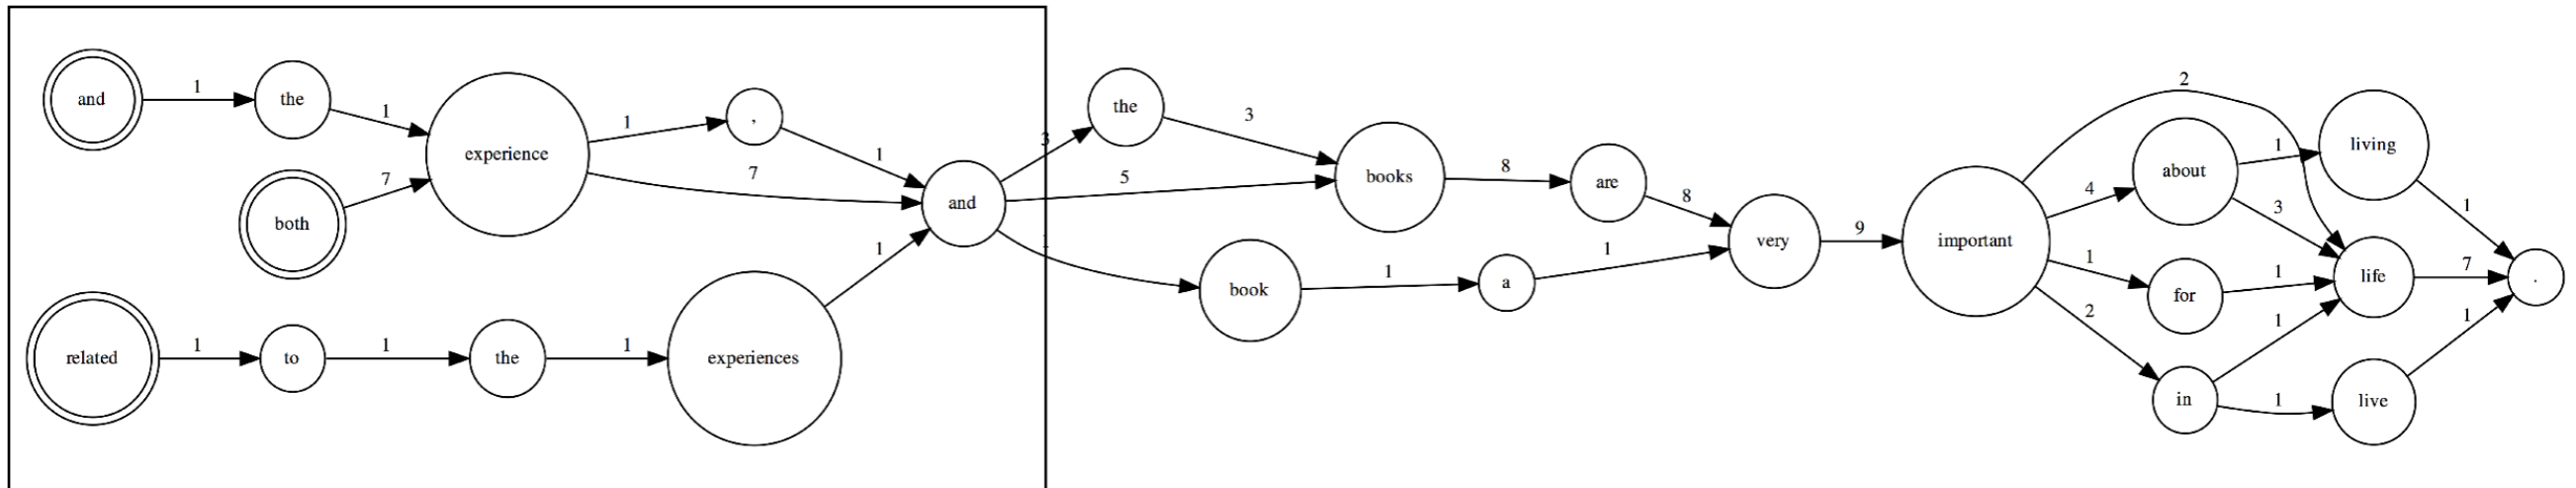 and
1
the
1
both
7
experience
1
,
1
7
related
1
to
1
the
1
experiences
1
and
3
the
3
5
books
8
are
8
1
book
1
a
1
very
9
important
2
4
about
1
living
1
3
1
for
1
life
7
.
2
in
1
1
live
1